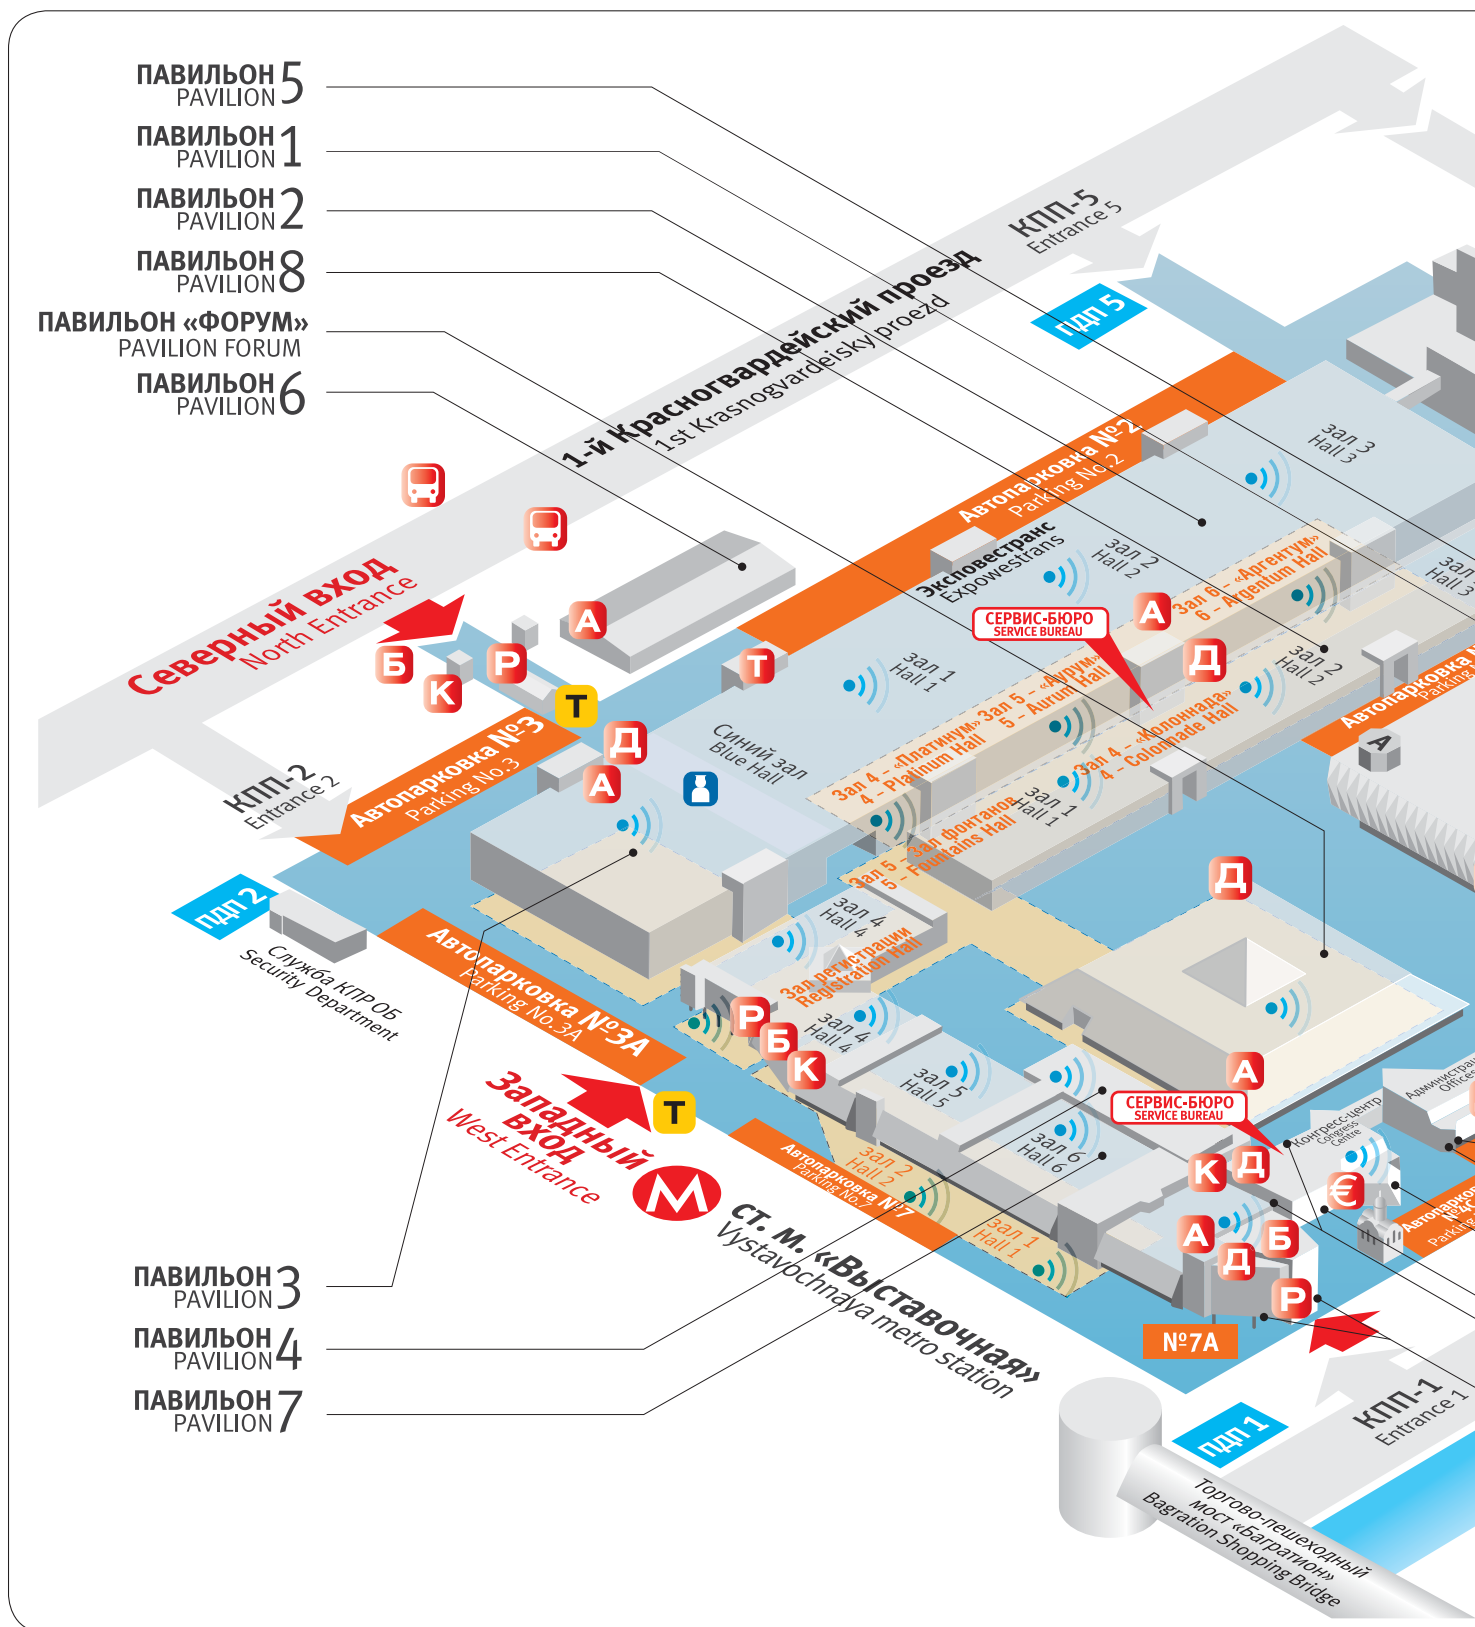 ПАВИЛЬОН 5
PAVILION
ПАВИЛЬОН 1
PAVILION
ПАВИЛЬОН 2
PAVILION
ПАВИЛЬОН 8
PAVILION
ПАВИЛЬОН «ФОРУМ»
PAVILION FORUM
ПАВИЛЬОН 6
PAVILION
КПП-5
Entrance 5
ПДП 5
1-й Красногвардейский проезд
1st Krasnogvardeisky proezd
Северный вход
North Entrance
Б
К
Р
А
Т
Т
Д
А
КПП-2
Entrance 2
Автопарковка №3
Parking No.3
Автопарковка №2
Parking No.2
зал 3
Hall 3
Эксповестранс
Expowestrans
зал 2
Hall 2
зал 1
Hall 1
Синий зал
Blue Hall
СЕРВИС-БЮРО
SERVICE BUREAU
А
Д
Зал 6 – «Аргентум»
6 – Argentum Hall
Зал 5 – «Аурум»
5 – Aurum Hall
Зал 4 – «Платинум»
4 – Platinum Hall
зал 3
Hall 3
зал 2
Hall 2
Зал 4 – «Колоннада»
4 – Colonnade Hall
зал 1
Hall 1
Зал 5 – Зал фонтанов
5 – Fountains Hall
А
Д
ПДП 2
Служба КПР ОБ
Security Department
Автопарковка №3А
Parking No.3A
зал 4
Hall 4
Зал регистрации
Registration Hall
зал 4
Hall 4
Р
Б
К
зал 5
Hall 5
зал 6
Hall 6
А
СЕРВИС-БЮРО
SERVICE BUREAU
Конгресс-центр
Congress
Centre
К
Д
€
А
Д
Б
Р
Западный
вход
West Entrance
Т
М
ст. м. «Выставочная»
Vystavochnaya metro station
Автопарковка №7
Parking No.7
зал 2
Hall 2
зал 1
Hall 1
№7А
ПАВИЛЬОН 3
PAVILION
ПАВИЛЬОН 4
PAVILION
ПАВИЛЬОН 7
PAVILION
КПП-1
Entrance 1
ПДП 1
Торгово-пешеходный
мост «Багратион»
Bagration Shopping Bridge